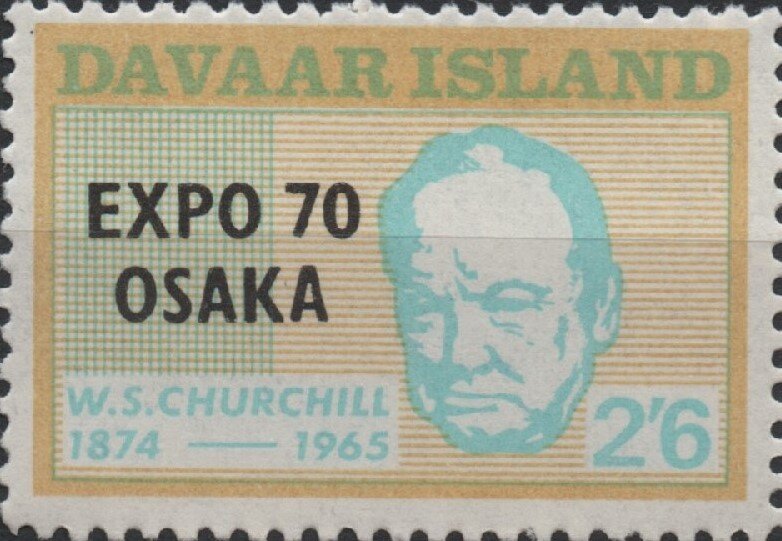 DAVAAR ISLAND
EXPO 70
OSAKA
W.S.CHURCHILL
1874 — 1965
2'6